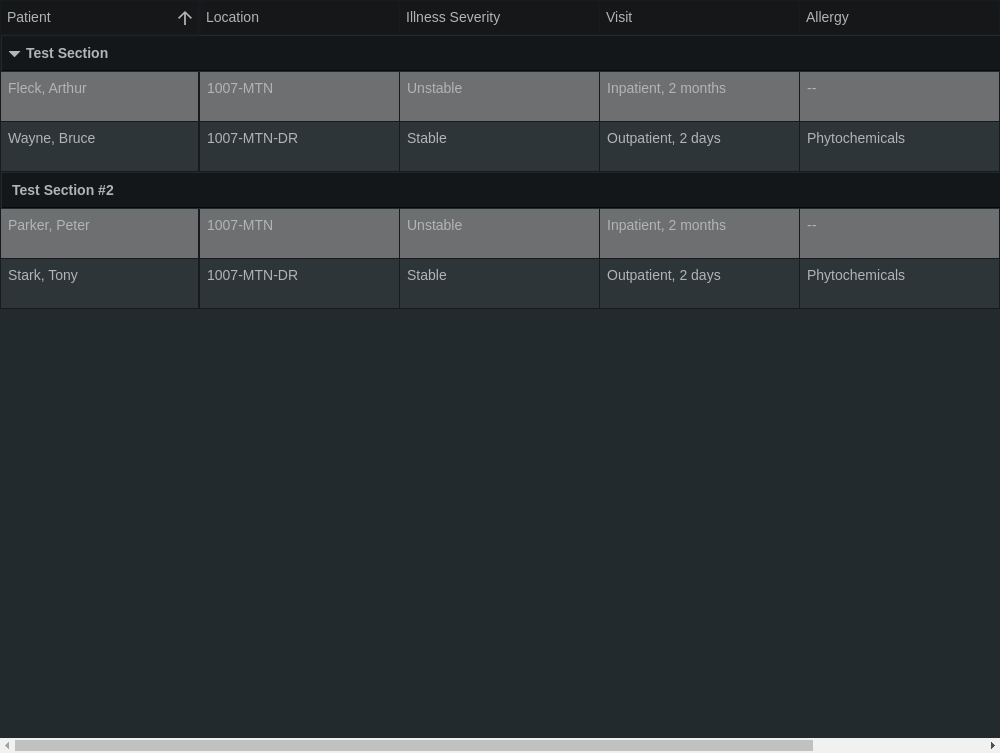 Patient Location Illness Severity Visit Allergy
Test Section
Fleck, Arthur 1007-MTN Unstable Inpatient, 2 months --
Wayne, Bruce 1007-MTN-DR Stable Outpatient, 2 days Phytochemicals
Test Section #2
Parker, Peter 1007-MTN Unstable Inpatient, 2 months --
Stark, Tony 1007-MTN-DR Stable Outpatient, 2 days Phytochemicals